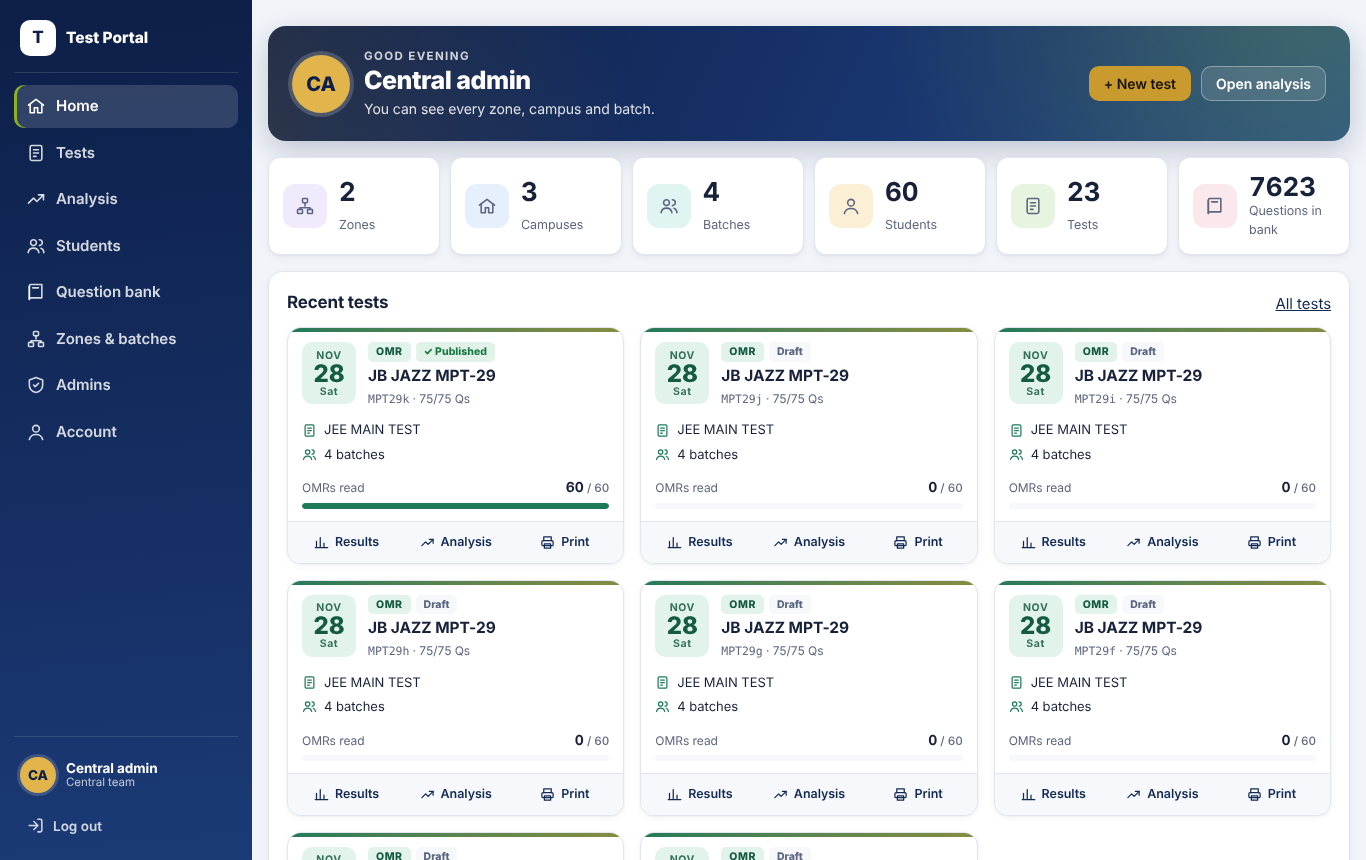 T Test Portal
Home
Tests
Analysis
Students
Question bank
Zones & batches
Admins
Account
CA
Central admin
Central team
Log out
CA
GOOD EVENING
Central admin
You can see every zone, campus and batch.
+ New test
Open analysis
2
Zones
3
Campuses
4
Batches
60
Students
23
Tests
7623
Questions in
bank
Recent tests
All tests
NOV
28
Sat
OMR ✓ Published
JB JAZZ MPT-29
MPT29k · 75/75 Qs
JEE MAIN TEST
4 batches
OMRs read 60 / 60
Results Analysis Print
NOV
28
Sat
OMR Draft
JB JAZZ MPT-29
MPT29j · 75/75 Qs
JEE MAIN TEST
4 batches
OMRs read 0 / 60
Results Analysis Print
NOV
28
Sat
OMR Draft
JB JAZZ MPT-29
MPT29i · 75/75 Qs
JEE MAIN TEST
4 batches
OMRs read 0 / 60
Results Analysis Print
NOV
28
Sat
OMR Draft
JB JAZZ MPT-29
MPT29h · 75/75 Qs
JEE MAIN TEST
4 batches
OMRs read 0 / 60
Results Analysis Print
NOV
28
Sat
OMR Draft
JB JAZZ MPT-29
MPT29g · 75/75 Qs
JEE MAIN TEST
4 batches
OMRs read 0 / 60
Results Analysis Print
NOV
28
Sat
OMR Draft
JB JAZZ MPT-29
MPT29f · 75/75 Qs
JEE MAIN TEST
4 batches
OMRs read 0 / 60
Results Analysis Print
NOV
OMR Draft
NOV
OMR Draft